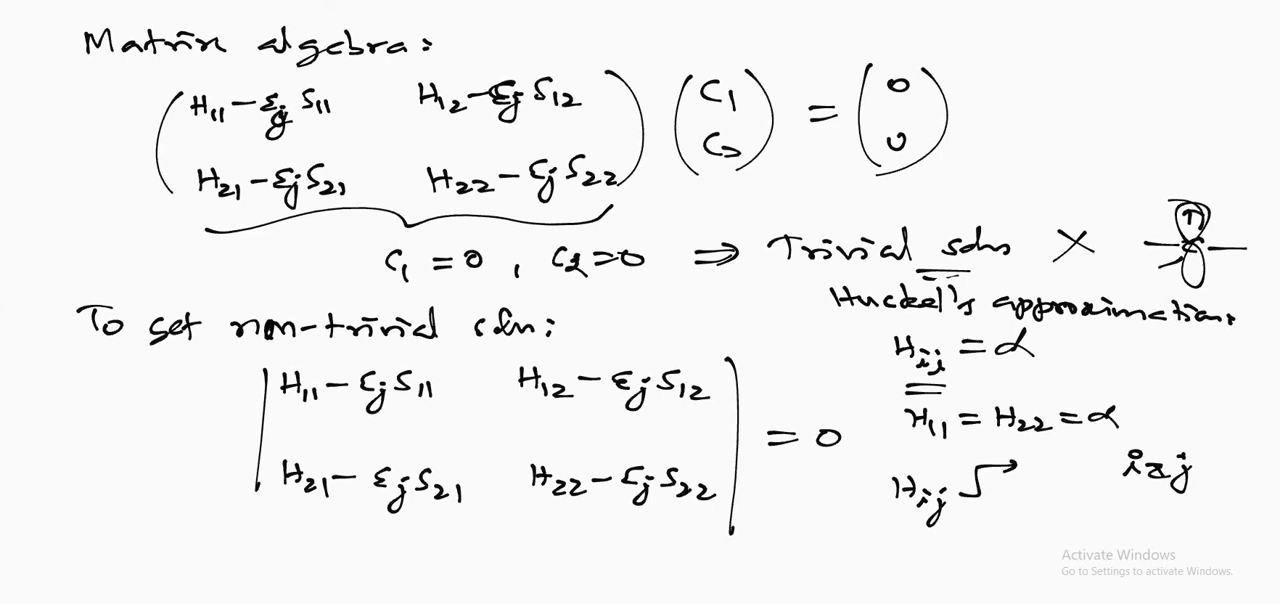 Matrix algebra:
(H11 − εj S11   H12 − εj S12) (C1) = (0)
(H21 − εj S21   H22 − εj S22) (C2)   (0)
C1 = 0 , C2 = 0 ⇒ Trivial soln ×
Huckel's approximation:
To get non-trivial soln:
Hii = α
|H11 − εj S11   H12 − εj S12|
|H21 − εj S21   H22 − εj S22| = 0
H11 = H22 = α
Hij
Activate Windows
Go to Settings to activate Windows.